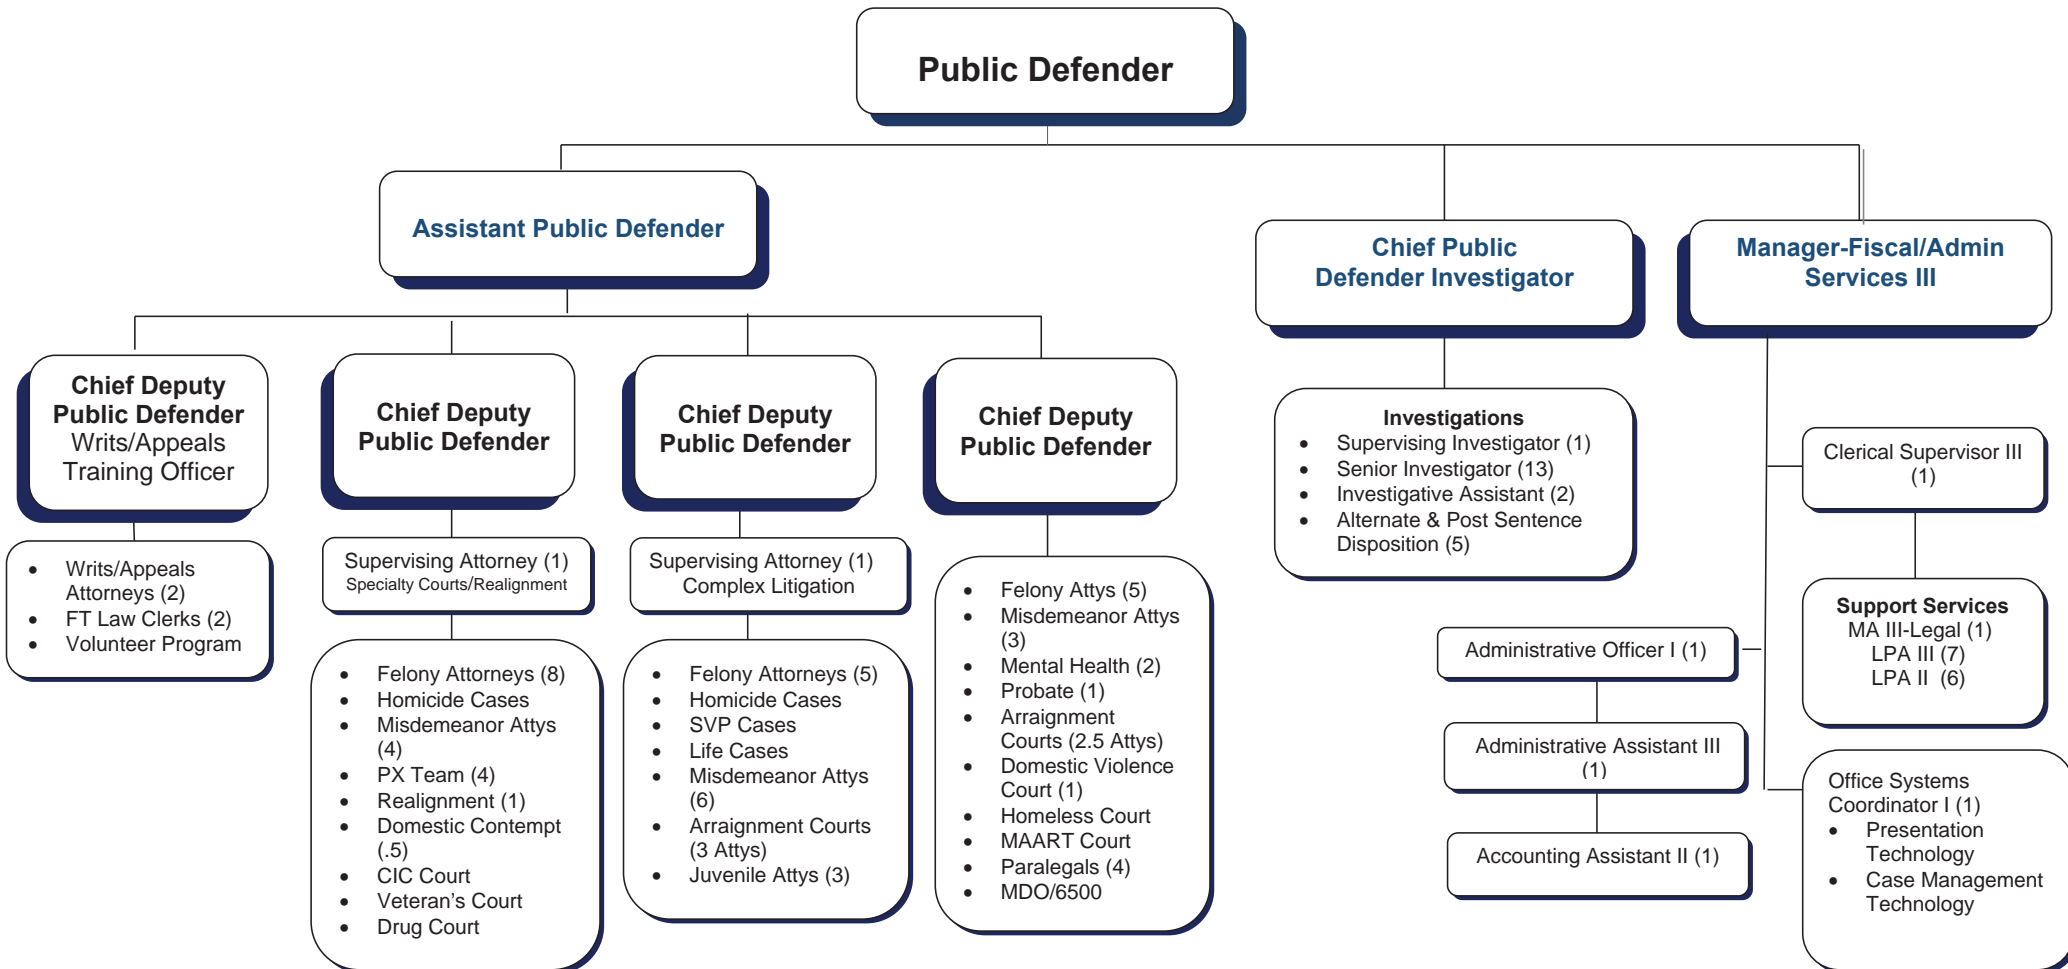 Public Defender
Assistant Public Defender
Chief Public
Defender Investigator
Manager-Fiscal/Admin
Services III
Chief Deputy
Public Defender
Writs/Appeals
Training Officer
Chief Deputy
Public Defender
Chief Deputy
Public Defender
Chief Deputy
Public Defender
• Writs/Appeals
Attorneys (2)
• FT Law Clerks (2)
• Volunteer Program
Supervising Attorney (1)
Specialty Courts/Realignment
• Felony Attorneys (8)
• Homicide Cases
• Misdemeanor Attys
(4)
• PX Team (4)
• Realignment (1)
• Domestic Contempt
(.5)
• CIC Court
• Veteran’s Court
• Drug Court
Supervising Attorney (1)
Complex Litigation
• Felony Attorneys (5)
• Homicide Cases
• SVP Cases
• Life Cases
• Misdemeanor Attys
(6)
• Arraignment Courts
(3 Attys)
• Juvenile Attys (3)
• Felony Attys (5)
• Misdemeanor Attys
(3)
• Mental Health (2)
• Probate (1)
• Arraignment
Courts (2.5 Attys)
• Domestic Violence
Court (1)
• Homeless Court
• MAART Court
• Paralegals (4)
• MDO/6500
Investigations
• Supervising Investigator (1)
• Senior Investigator (13)
• Investigative Assistant (2)
• Alternate & Post Sentence
Disposition (5)
Clerical Supervisor III
(1)
Support Services
MA III-Legal (1)
LPA III (7)
LPA II (6)
Administrative Officer I (1)
Administrative Assistant III
(1)
Accounting Assistant II (1)
Office Systems
Coordinator I (1)
• Presentation
Technology
• Case Management
Technology